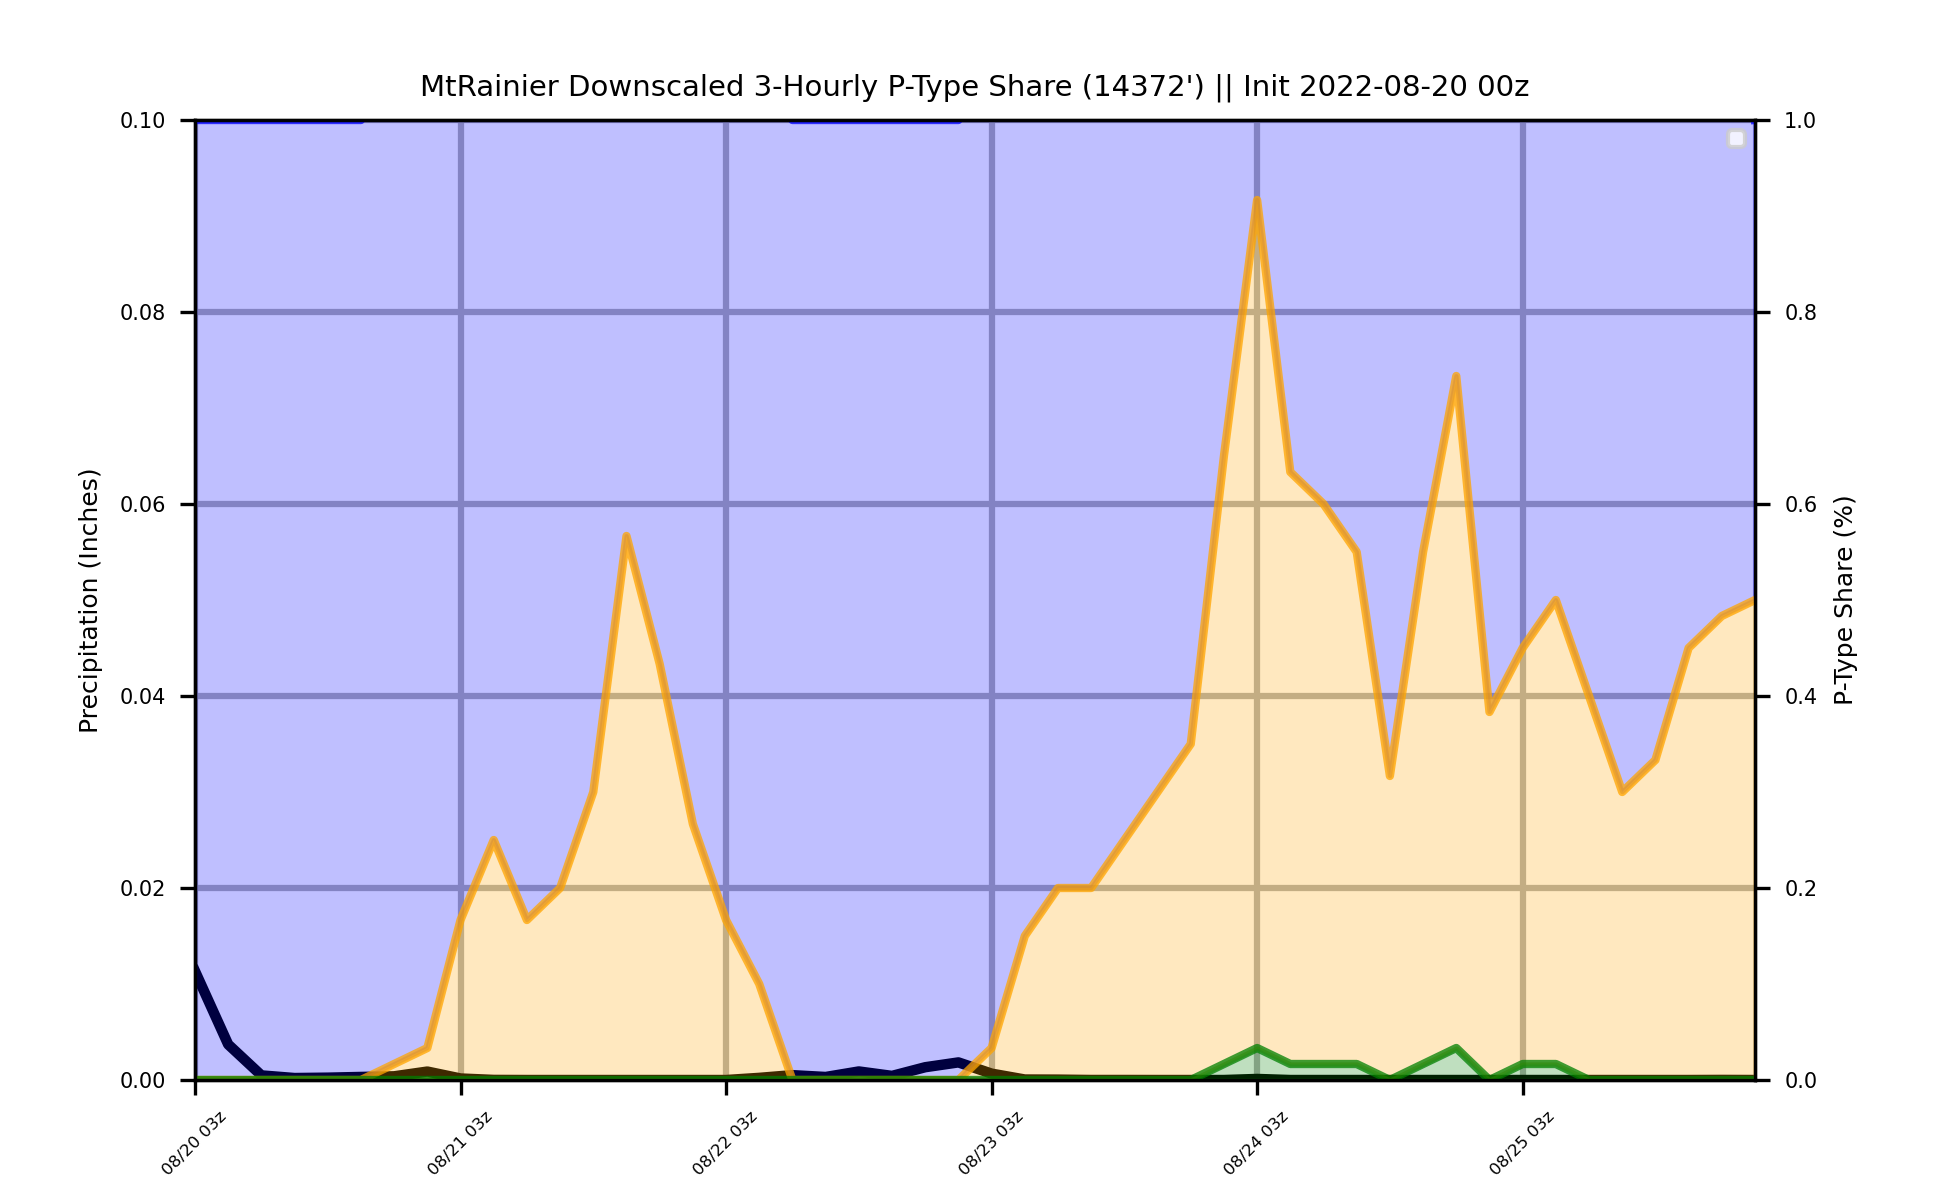 MtRainier Downscaled 3-Hourly P-Type Share (14372') || Init 2022-08-20 00z
Precipitation (Inches)
0.10
0.08
0.06
0.04
0.02
0.00
1.0
0.8
0.6
0.4
0.2
0.0
P-Type Share (%)
08/20 03z
08/21 03z
08/22 03z
08/23 03z
08/24 03z
08/25 03z